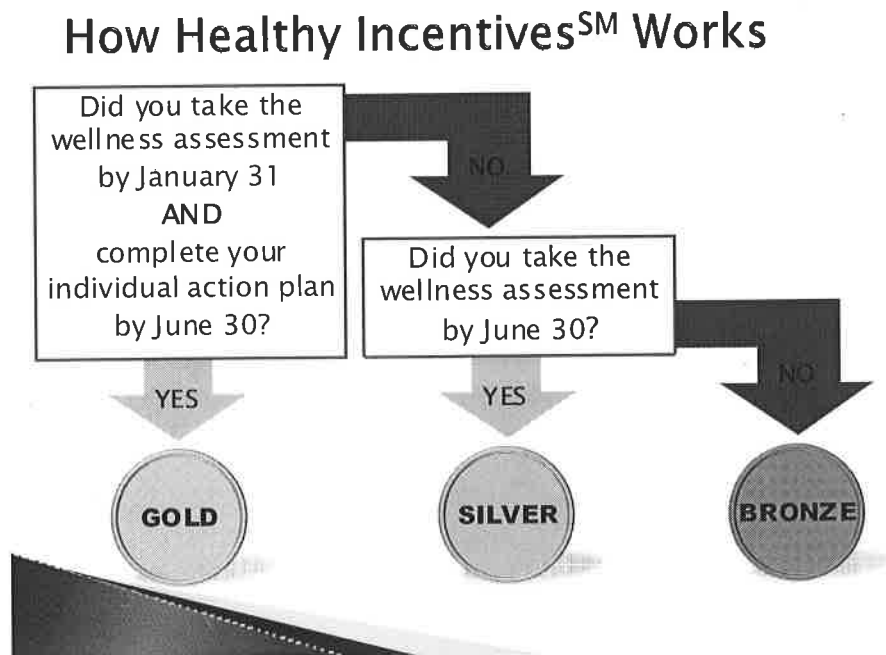 How Healthy Incentives℠ Works
Did you take the
wellness assessment
by January 31
AND
complete your
individual action plan
by June 30?
NO
Did you take the
wellness assessment
by June 30?
NO
YES
YES
GOLD
SILVER
BRONZE